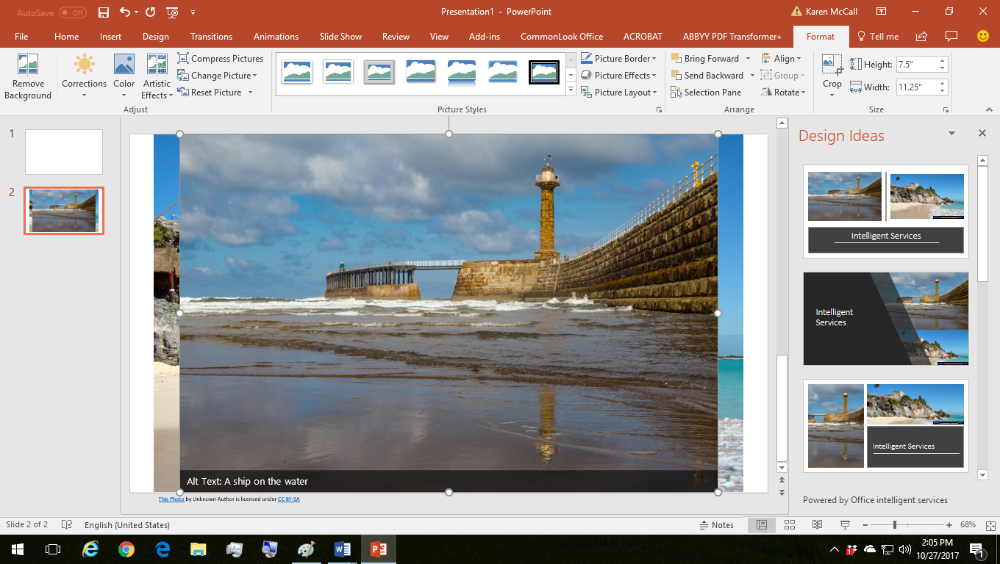 AutoSave Off
Presentation1 - PowerPoint
Karen McCall
File Home Insert Design Transitions Animations Slide Show Review View Add-ins CommonLook Office ACROBAT ABBYY PDF Transformer+ Format Tell me
Remove Background
Corrections
Color
Artistic Effects
Compress Pictures
Change Picture
Reset Picture
Adjust
Picture Styles
Picture Border
Picture Effects
Picture Layout
Bring Forward
Send Backward
Selection Pane
Align
Group
Rotate
Arrange
Crop
Height: 7.5"
Width: 11.25"
Size
1
2
Alt Text: A ship on the water
This Photo by Unknown Author is licensed under CC BY-SA
Design Ideas
Intelligent Services
Intelligent
Services
Intelligent Services
Powered by Office intelligent services
Slide 2 of 2
English (United States)
Notes
68%
2:05 PM
10/27/2017
1